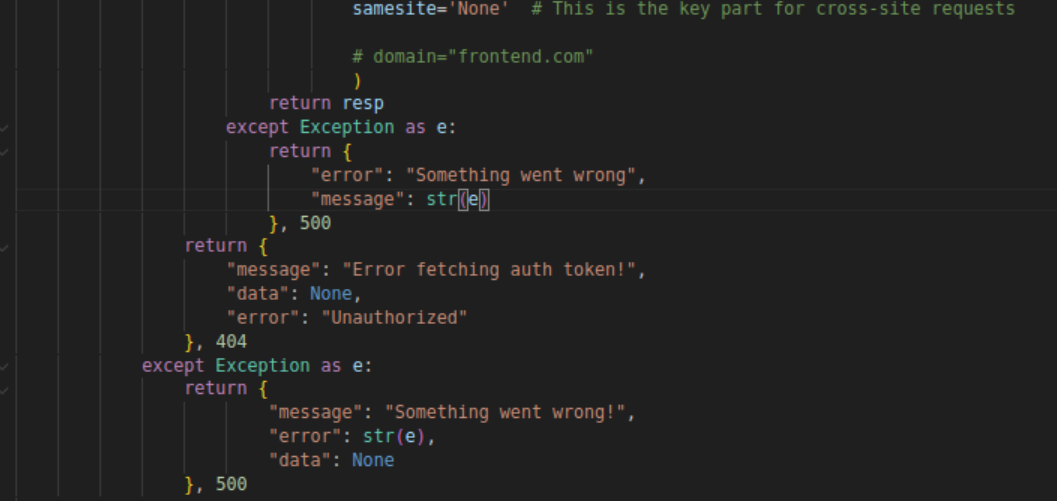 samesite='None'  # This is the key part for cross-site requests
# domain="frontend.com"
)
return resp
except Exception as e:
return {
"error": "Something went wrong",
"message": str(e)
}, 500
return {
"message": "Error fetching auth token!",
"data": None,
"error": "Unauthorized"
}, 404
except Exception as e:
return {
"message": "Something went wrong!",
"error": str(e),
"data": None
}, 500